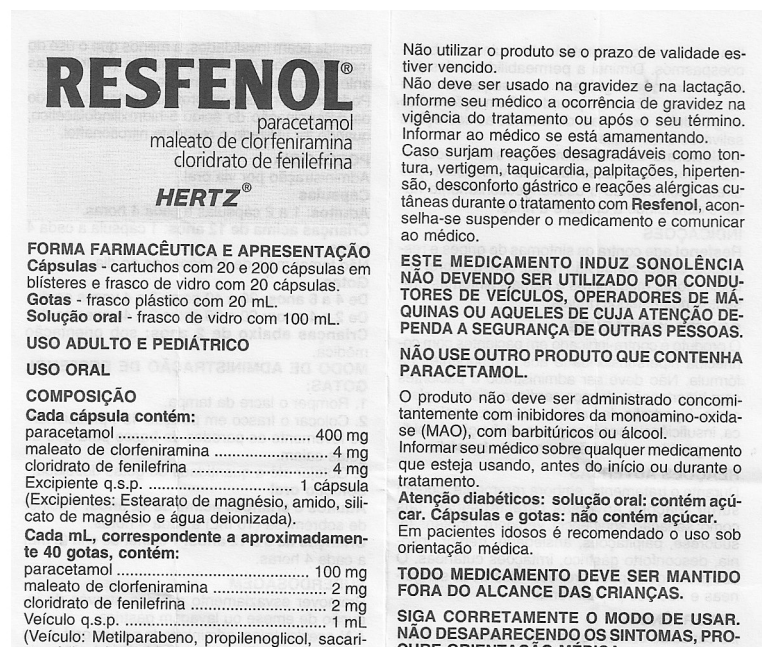 RESFENOL®
paracetamol
maleato de clorfeniramina
cloridrato de fenilefrina
HERTZ®
FORMA FARMACÊUTICA E APRESENTAÇÃO
Cápsulas - cartuchos com 20 e 200 cápsulas em
blísteres e frasco de vidro com 20 cápsulas.
Gotas - frasco plástico com 20 mL.
Solução oral - frasco de vidro com 100 mL.
USO ADULTO E PEDIÁTRICO
USO ORAL
COMPOSIÇÃO
Cada cápsula contém:
paracetamol .................................... 400 mg
maleato de clorfeniramina ..................... 4 mg
cloridrato de fenilefrina .......................... 4 mg
Excipiente q.s.p. ............................. 1 cápsula
(Excipientes: Estearato de magnésio, amido, sili-
cato de magnésio e água deionizada).
Cada mL, correspondente a aproximadamen-
te 40 gotas, contém:
paracetamol .................................... 100 mg
maleato de clorfeniramina ..................... 2 mg
cloridrato de fenilefrina .......................... 2 mg
Veículo q.s.p. ...................................... 1 mL
(Veículo: Metilparabeno, propilenoglicol, sacari-
Não utilizar o produto se o prazo de validade es-
tiver vencido.
Não deve ser usado na gravidez e na lactação.
Informe seu médico a ocorrência de gravidez na
vigência do tratamento ou após o seu término.
Informar ao médico se está amamentando.
Caso surjam reações desagradáveis como ton-
tura, vertigem, taquicardia, palpitações, hiperten-
são, desconforto gástrico e reações alérgicas cu-
tâneas durante o tratamento com Resfenol, acon-
selha-se suspender o medicamento e comunicar
ao médico.
ESTE MEDICAMENTO INDUZ SONOLÊNCIA
NÃO DEVENDO SER UTILIZADO POR CONDU-
TORES DE VEÍCULOS, OPERADORES DE MÁ-
QUINAS OU AQUELES DE CUJA ATENÇÃO DE-
PENDA A SEGURANÇA DE OUTRAS PESSOAS.
NÃO USE OUTRO PRODUTO QUE CONTENHA
PARACETAMOL.
O produto não deve ser administrado concomi-
tantemente com inibidores da monoamino-oxida-
se (MAO), com barbitúricos ou álcool.
Informar seu médico sobre qualquer medicamento
que esteja usando, antes do início ou durante o
tratamento.
Atenção diabéticos: solução oral: contém açú-
car. Cápsulas e gotas: não contém açúcar.
Em pacientes idosos é recomendado o uso sob
orientação médica.
TODO MEDICAMENTO DEVE SER MANTIDO
FORA DO ALCANCE DAS CRIANÇAS.
SIGA CORRETAMENTE O MODO DE USAR.
NÃO DESAPARECENDO OS SINTOMAS, PRO-
CURE ORIENTAÇÃO MÉDICA